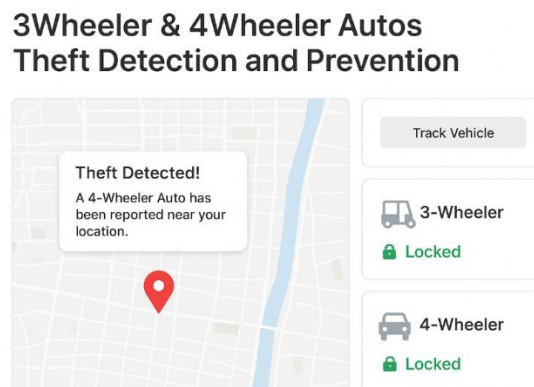 3Wheeler & 4Wheeler Autos
Theft Detection and Prevention
Theft Detected!
A 4-Wheeler Auto has
been reported near your
location.
Track Vehicle
3-Wheeler
Locked
4-Wheeler
Locked